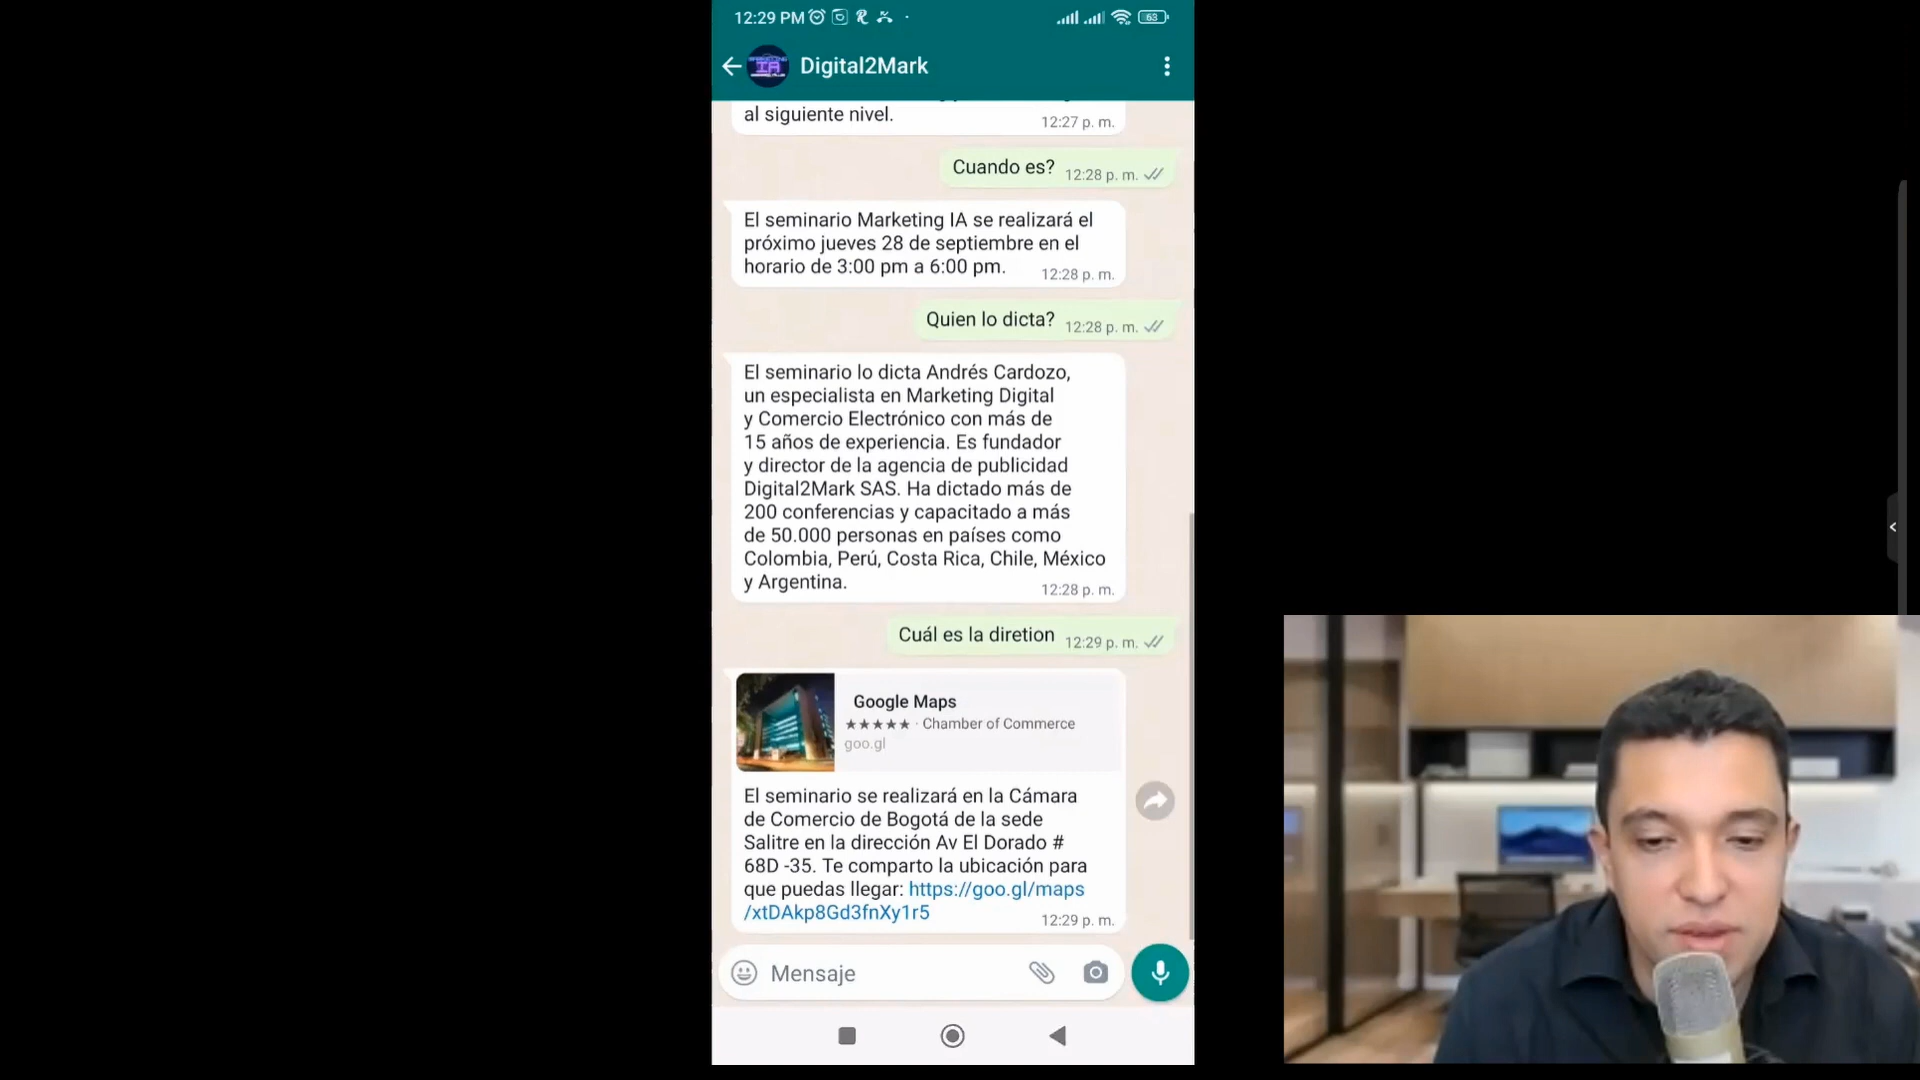 12:29 PM
63
IA
Digital2Mark
al siguiente nivel.
12:27 p. m.
Cuando es?
12:28 p. m.
El seminario Marketing IA se realizará el
próximo jueves 28 de septiembre en el
horario de 3:00 pm a 6:00 pm.
12:28 p. m.
Quien lo dicta?
12:28 p. m.
El seminario lo dicta Andrés Cardozo,
un especialista en Marketing Digital
y Comercio Electrónico con más de
15 años de experiencia. Es fundador
y director de la agencia de publicidad
Digital2Mark SAS. Ha dictado más de
200 conferencias y capacitado a más
de 50.000 personas en países como
Colombia, Perú, Costa Rica, Chile, México
y Argentina.
12:28 p. m.
Cuál es la diretion
12:29 p. m.
Google Maps
★★★★★ · Chamber of Commerce
goo.gl
El seminario se realizará en la Cámara
de Comercio de Bogotá de la sede
Salitre en la dirección Av El Dorado #
68D -35. Te comparto la ubicación para
que puedas llegar: https://goo.gl/maps
/xtDAkp8Gd3fnXy1r5
12:29 p. m.
Mensaje